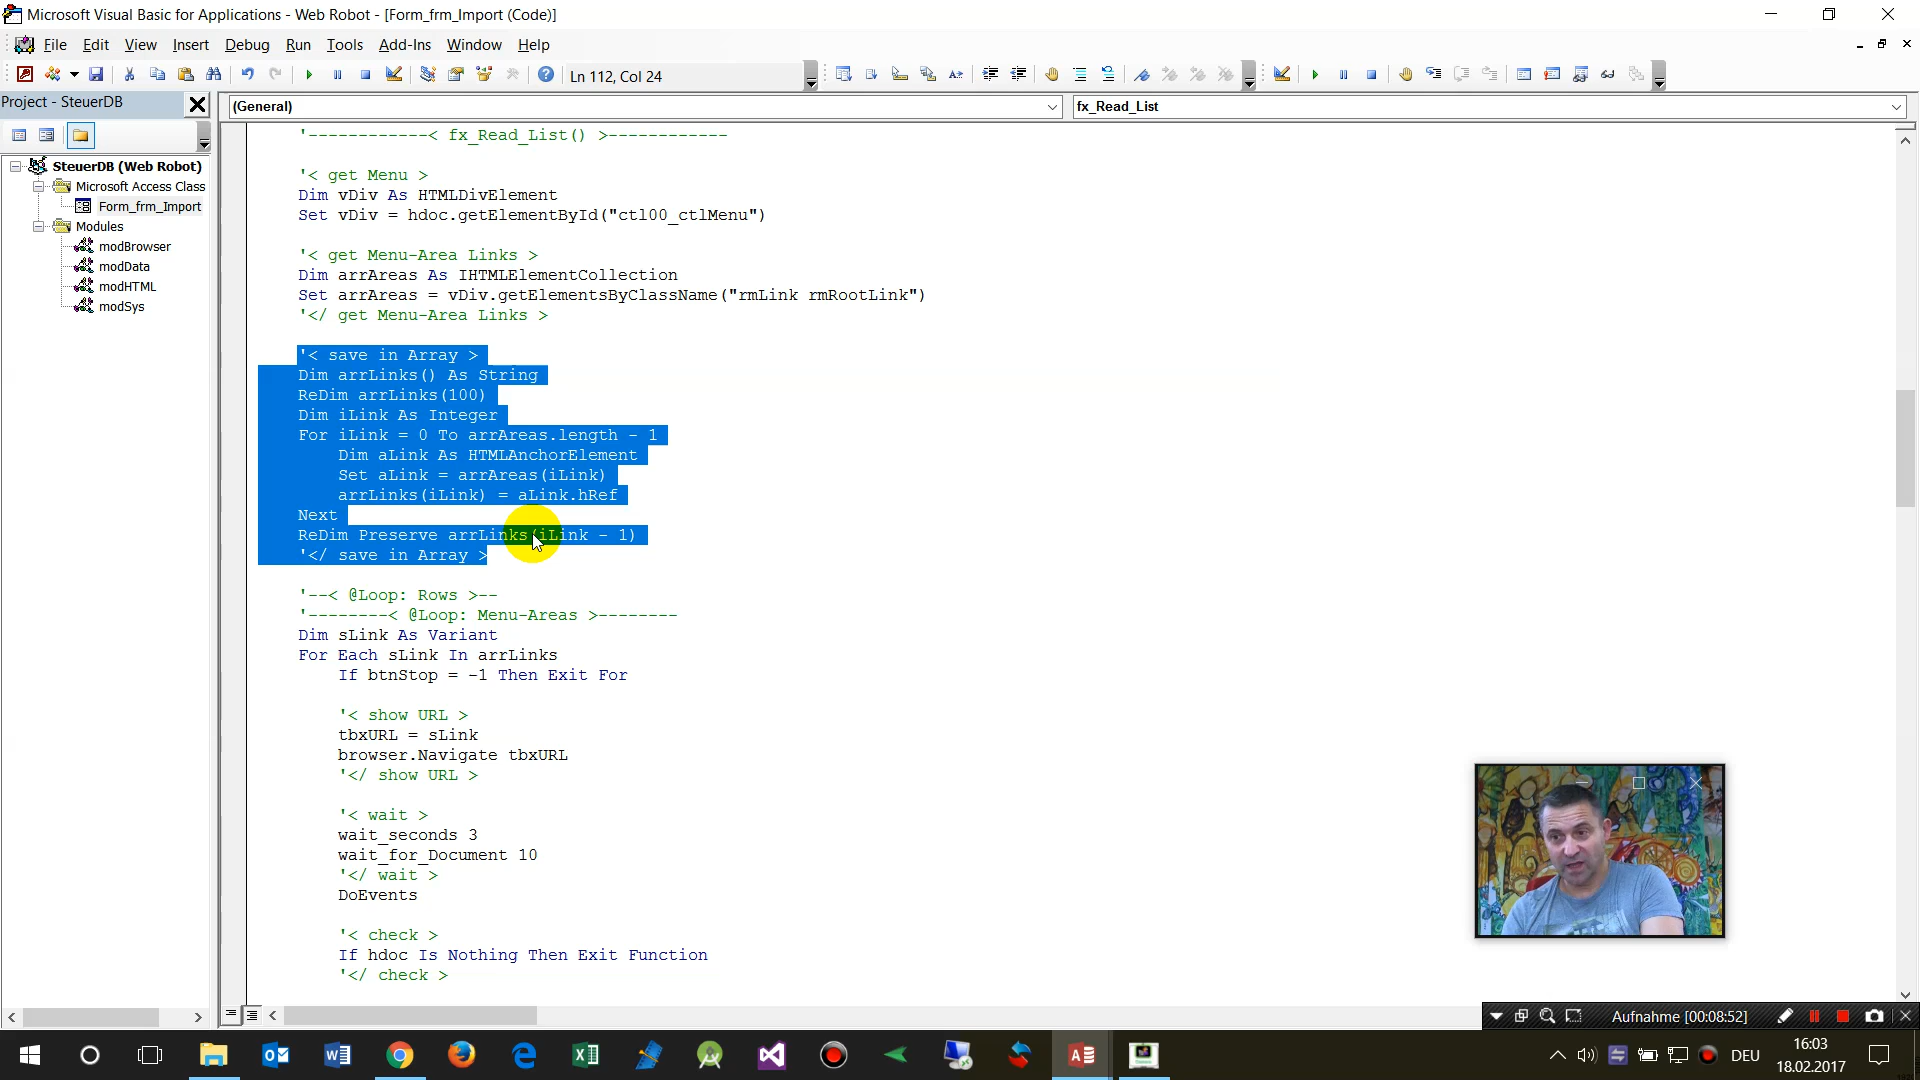 Microsoft Visual Basic for Applications - Web Robot - [Form_frm_Import (Code)]
File Edit View Insert Debug Run Tools Add-Ins Window Help
Ln 112, Col 24
Project - SteuerDB
(General)
fx_Read_List
SteuerDB (Web Robot)
Microsoft Access Class
Form_frm_Import
Modules
modBrowser
modData
modHTML
modSys
'------------< fx_Read_List() >------------
'< get Menu >
Dim vDiv As HTMLDivElement
Set vDiv = hdoc.getElementById("ctl00_ctlMenu")
'< get Menu-Area Links >
Dim arrAreas As IHTMLElementCollection
Set arrAreas = vDiv.getElementsByClassName("rmLink rmRootLink")
'</ get Menu-Area Links >
'< save in Array >
Dim arrLinks() As String
ReDim arrLinks(100)
Dim iLink As Integer
For iLink = 0 To arrAreas.length - 1
Dim aLink As HTMLAnchorElement
Set aLink = arrAreas(iLink)
arrLinks(iLink) = aLink.hRef
Next
ReDim Preserve arrLinks(iLink - 1)
'</ save in Array >
'--< @Loop: Rows >--
'--------< @Loop: Menu-Areas >--------
Dim sLink As Variant
For Each sLink In arrLinks
If btnStop = -1 Then Exit For
'< show URL >
tbxURL = sLink
browser.Navigate tbxURL
'</ show URL >
'< wait >
wait_seconds 3
wait_for_Document 10
'</ wait >
DoEvents
'< check >
If hdoc Is Nothing Then Exit Function
'</ check >
Aufnahme [00:08:52]
DEU
16:03
18.02.2017